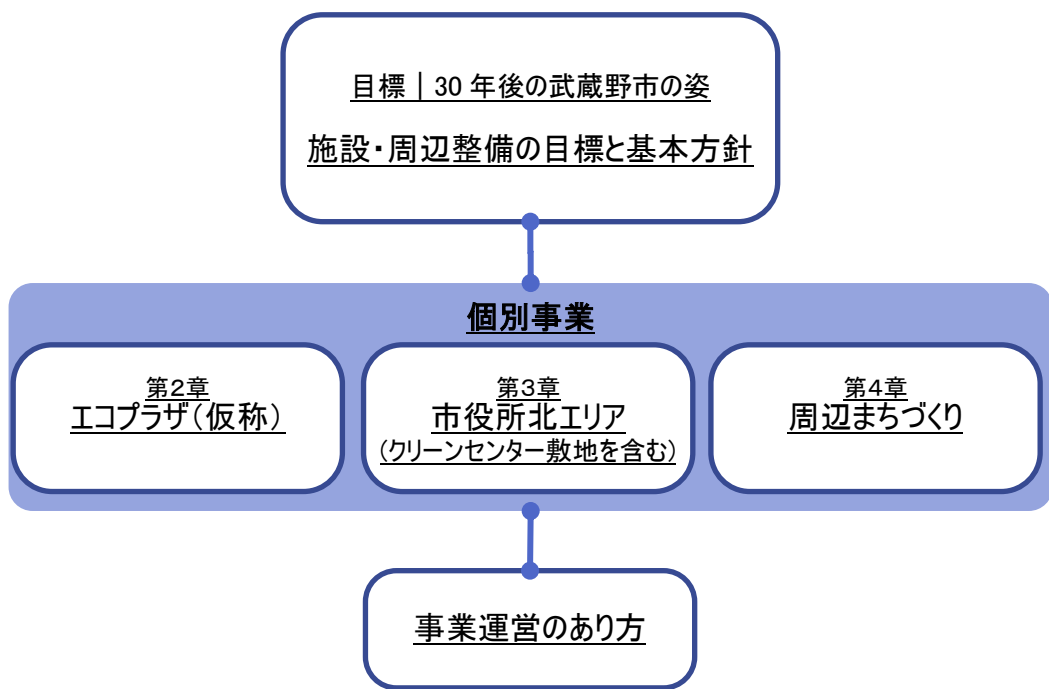 目標｜30年後の武蔵野市の姿
施設・周辺整備の目標と基本方針
個別事業
第2章
エコプラザ（仮称）
第3章
市役所北エリア
（クリーンセンター敷地を含む）
第4章
周辺まちづくり
事業運営のあり方